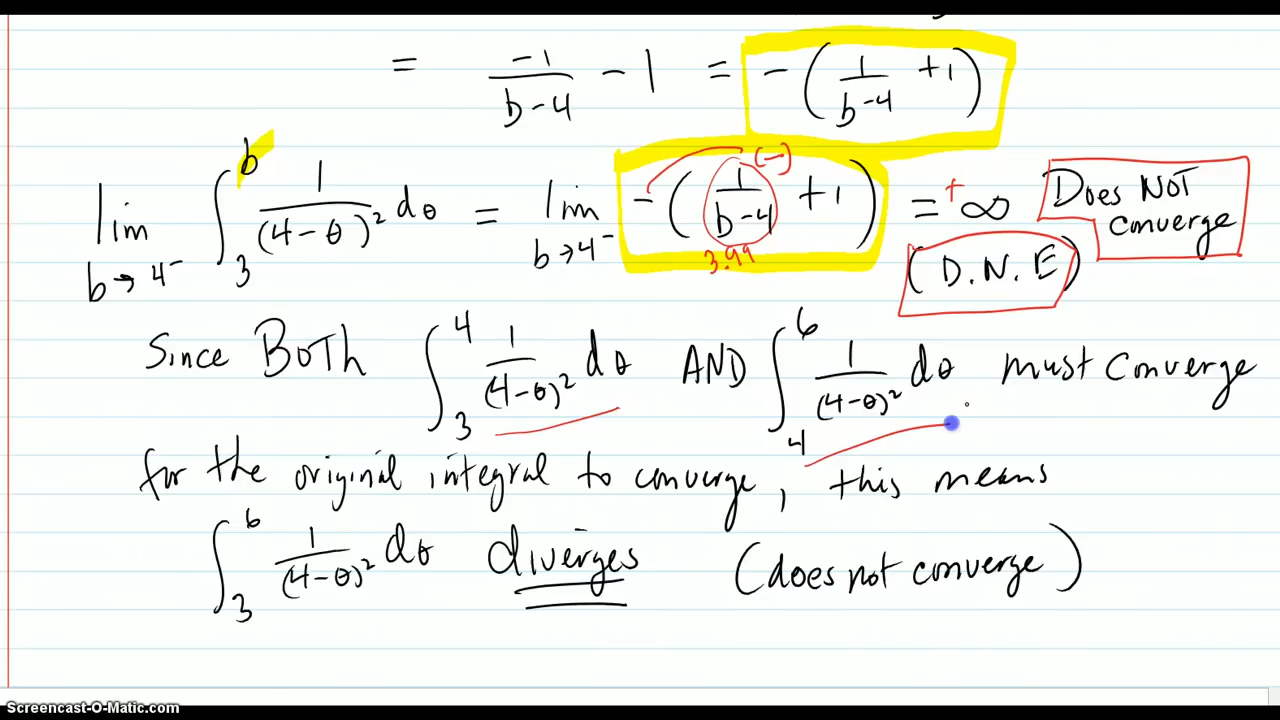 = -1/(b-4) - 1 = -(1/(b-4) + 1)
lim b→4⁻ ∫₃ᵇ 1/(4-θ)² dθ = lim b→4⁻ -(1/(b-4) + 1) = +∞ Does NOT converge
(-)
3.99
(D.N.E)
Since BOTH ∫₃⁴ 1/(4-θ)² dθ AND ∫₄⁶ 1/(4-θ)² dθ must converge
for the original integral to converge, this means
∫₃⁶ 1/(4-θ)² dθ diverges (does not converge)
Screencast-O-Matic.com